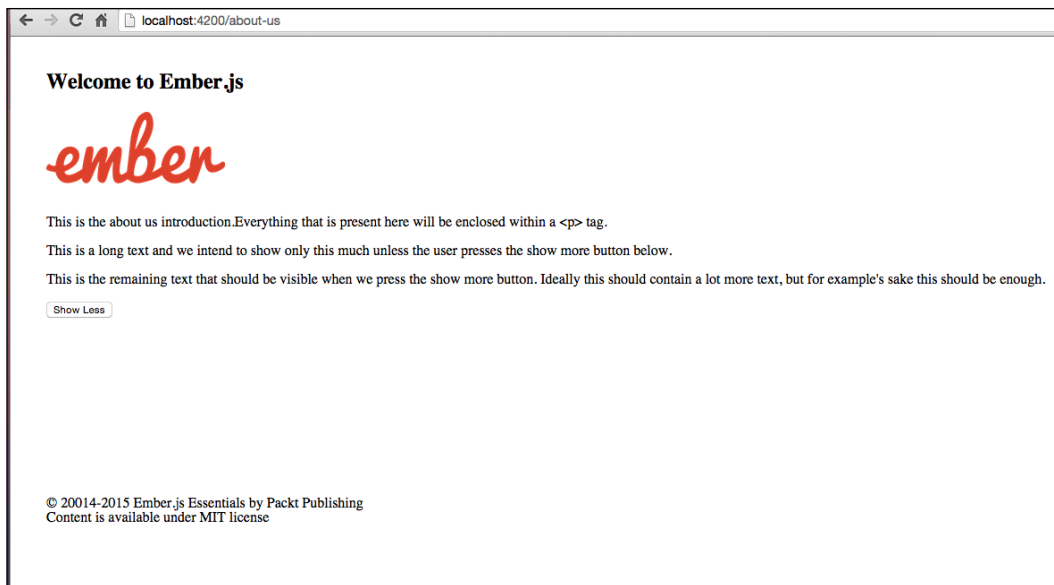 localhost:4200/about-us
Welcome to Ember.js
ember
This is the about us introduction.Everything that is present here will be enclosed within a <p> tag.
This is a long text and we intend to show only this much unless the user presses the show more button below.
This is the remaining text that should be visible when we press the show more button. Ideally this should contain a lot more text, but for example's sake this should be enough.
Show Less
© 20014-2015 Ember.js Essentials by Packt Publishing
Content is available under MIT license